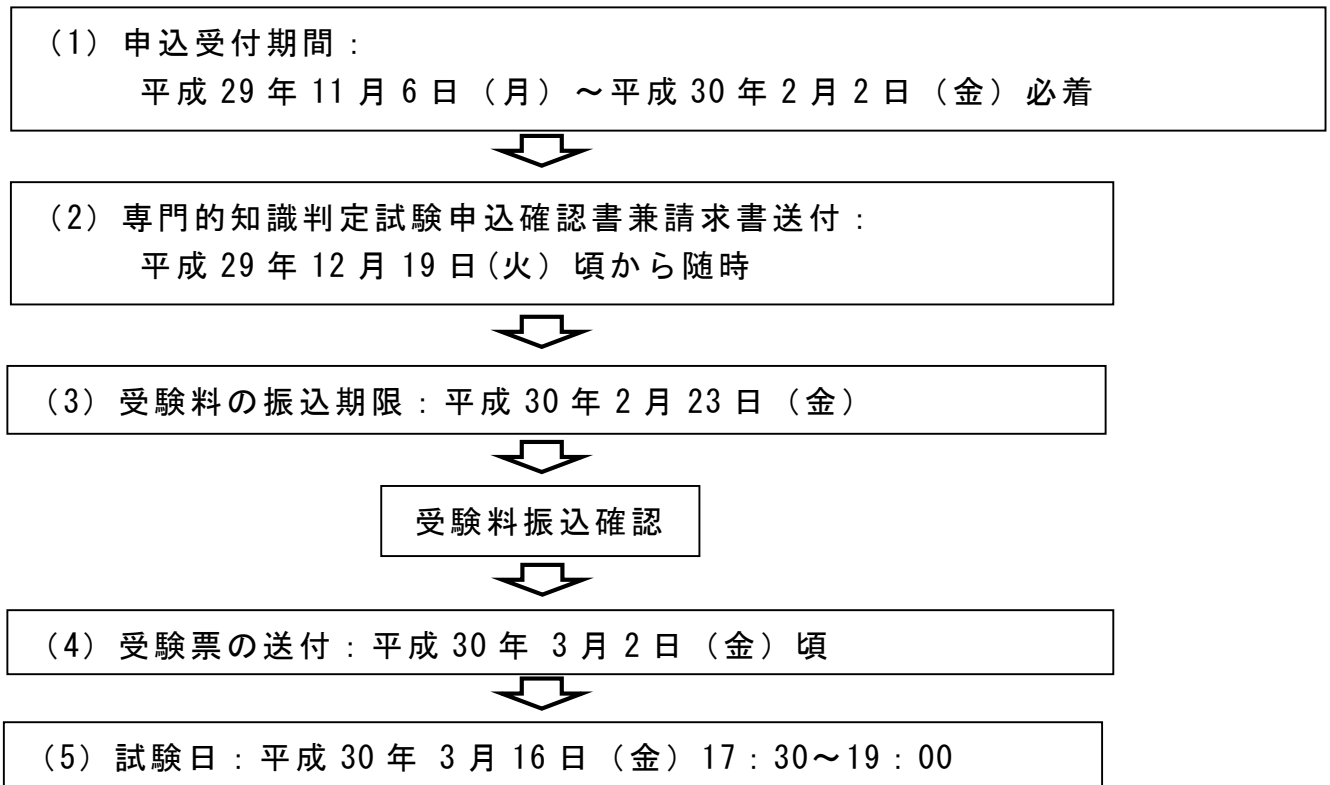 （1）申込受付期間：
平成 29 年 11 月 6 日（月）～平成 30 年 2 月 2 日（金）必着
（2）専門的知識判定試験申込確認書兼請求書送付：
平成 29 年 12 月 19 日(火）頃から随時
（3）受験料の振込期限：平成 30 年 2 月 23 日（金）
受験料振込確認
（4）受験票の送付：平成 30 年 3 月 2 日（金）頃
（5）試験日：平成 30 年 3 月 16 日（金）17：30～19：00